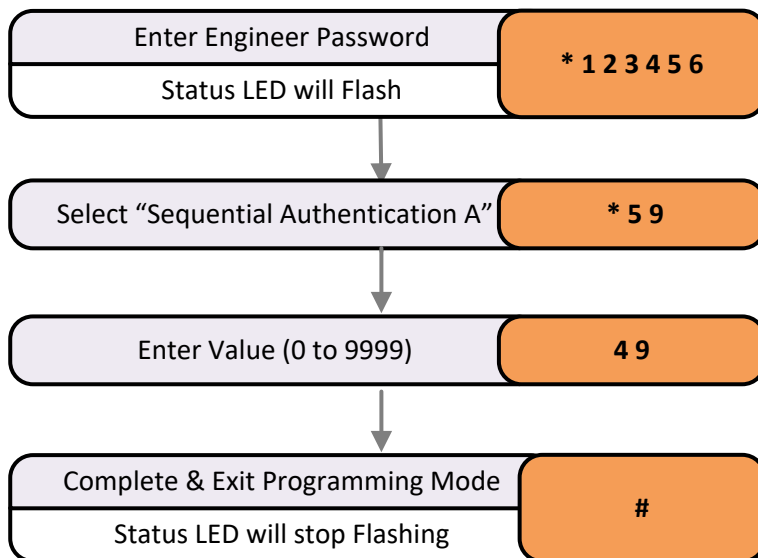 Enter Engineer Password
* 1 2 3 4 5 6
Status LED will Flash
Select “Sequential Authentication A”
* 5 9
Enter Value (0 to 9999)
4 9
Complete & Exit Programming Mode
#
Status LED will stop Flashing